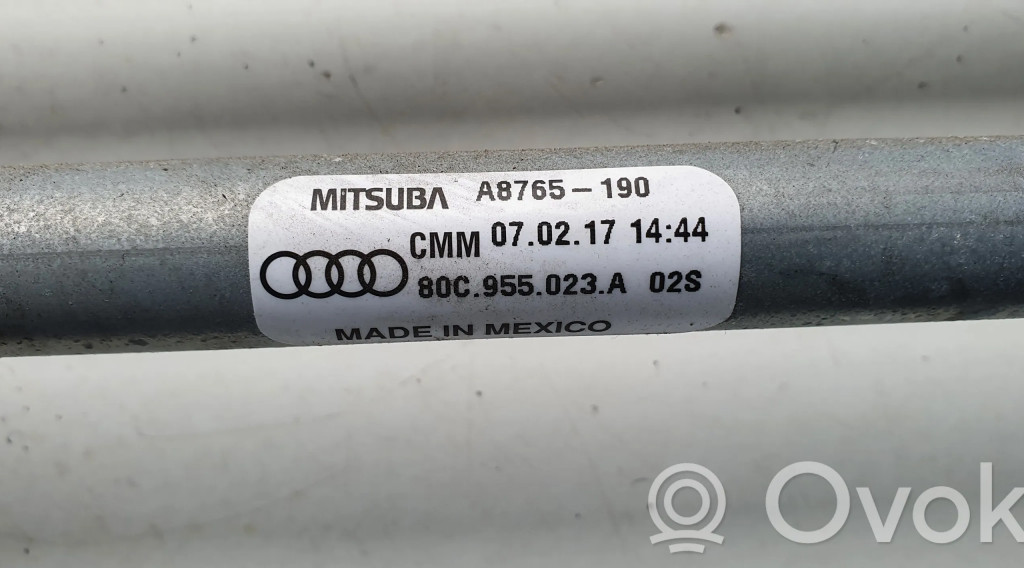 MITSUBA A8765-190
CMM 07.02.17 14:44
80C.955.023.A 02S
MADE IN MEXICO
Ovok